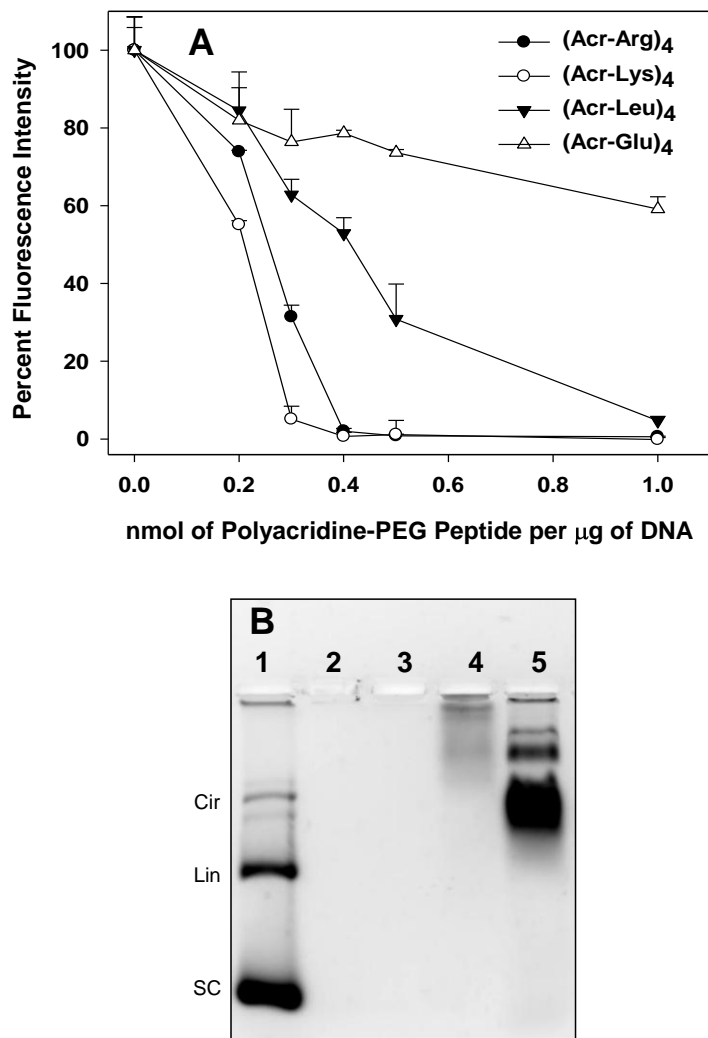 A
(Acr-Arg)4
(Acr-Lys)4
(Acr-Leu)4
(Acr-Glu)4
Percent Fluorescence Intensity
100
80
60
40
20
0
0.0 0.2 0.4 0.6 0.8 1.0
nmol of Polyacridine-PEG Peptide per μg of DNA
B
1 2 3 4 5
Cir
Lin
SC